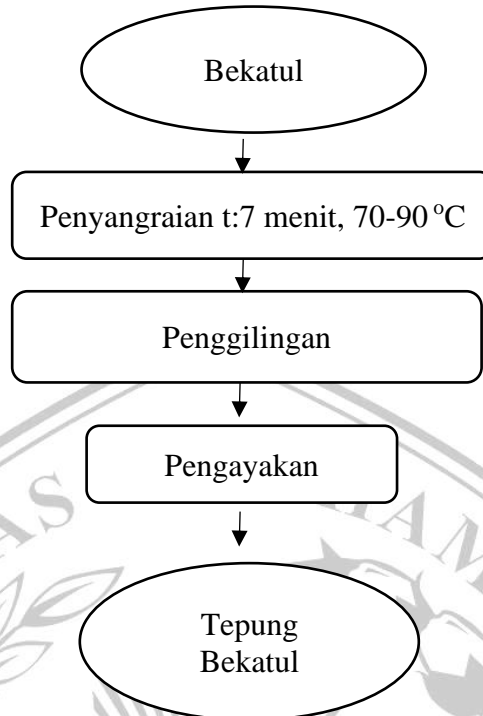 Bekatul
Penyangraian t:7 menit, 70-90 °C
Penggilingan
Pengayakan
Tepung
Bekatul